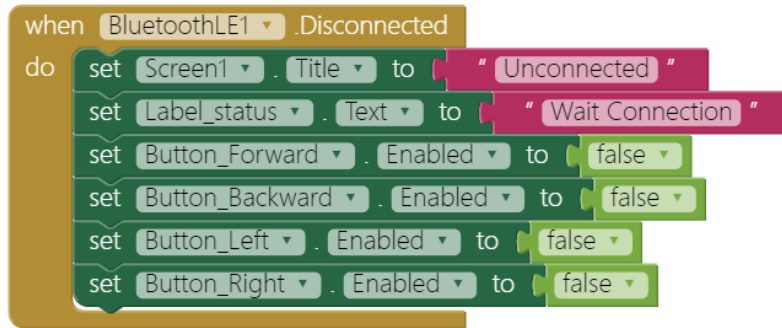 when BluetoothLE1 .Disconnected
do set Screen1 . Title to " Unconnected "
set Label_status . Text to " Wait Connection "
set Button_Forward . Enabled to false
set Button_Backward . Enabled to false
set Button_Left . Enabled to false
set Button_Right . Enabled to false